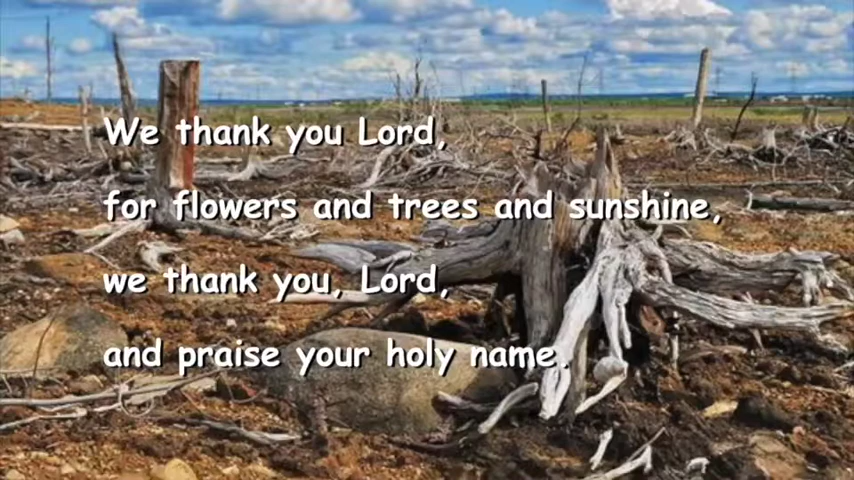 We thank you Lord,
for flowers and trees and sunshine,
we thank you, Lord,
and praise your holy name.